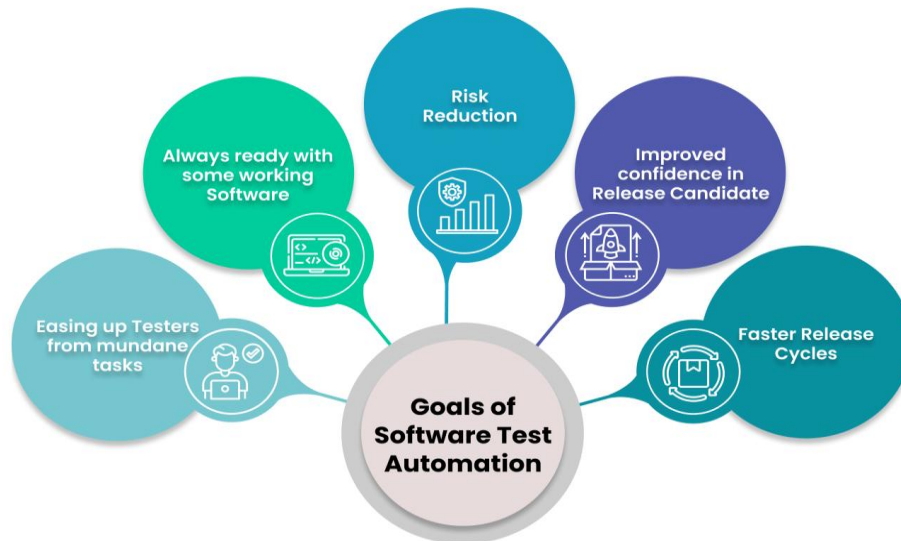 Risk
Reduction
Always ready with
some working
Software
Improved
confidence in
Release Candidate
Easing up Testers
from mundane
tasks
Faster Release
Cycles
Goals of
Software Test
Automation